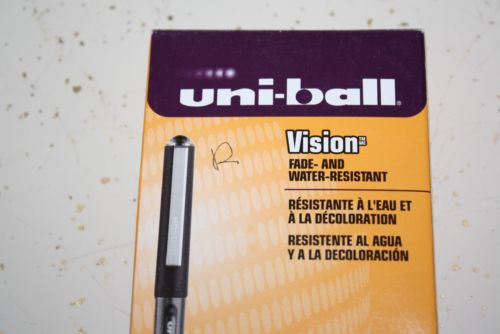 uni-ball
Vision
FADE- AND
WATER-RESISTANT
RÉSISTANTE À L'EAU ET
À LA DÉCOLORATION
RESISTENTE AL AGUA
Y A LA DECOLORACIÓN
R